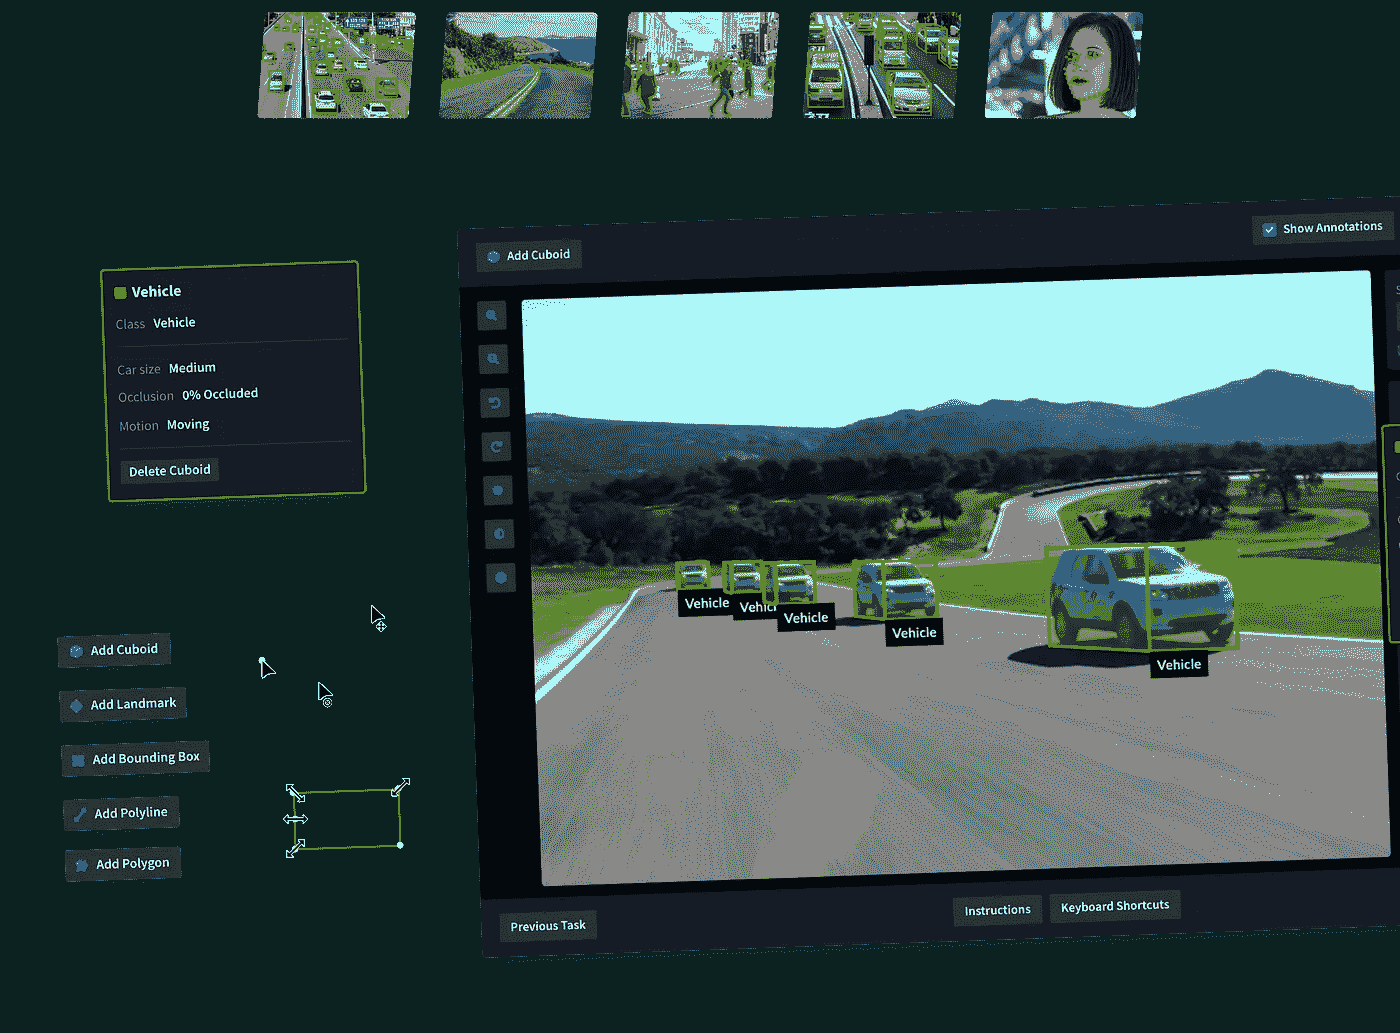 Vehicle
Class Vehicle
Car size Medium
Occlusion 0% Occluded
Motion Moving
Delete Cuboid
Add Cuboid
Add Landmark
Add Bounding Box
Add Polyline
Add Polygon
Add Cuboid
Show Annotations
Vehicle
Vehicle
Vehicle
Vehicle
Previous Task
Instructions
Keyboard Shortcuts